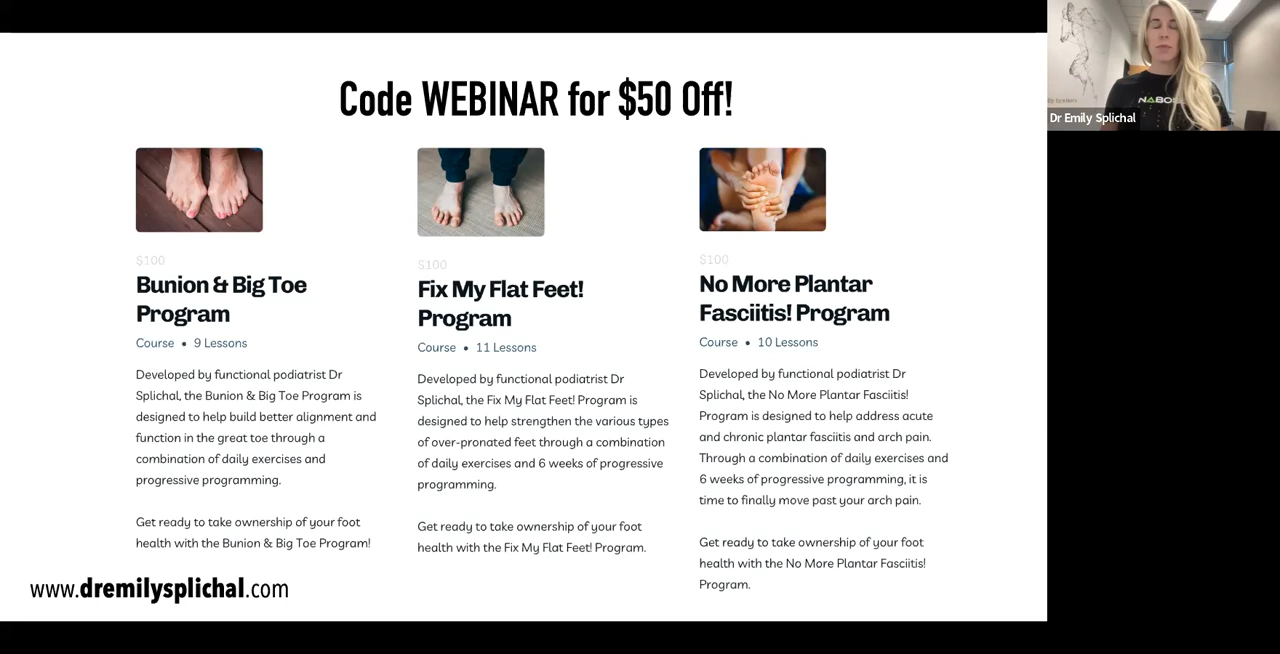 Code WEBINAR for $50 Off!
$100
Bunion & Big Toe
Program
Course • 9 Lessons
Developed by functional podiatrist Dr
Splichal, the Bunion & Big Toe Program is
designed to help build better alignment and
function in the great toe through a
combination of daily exercises and
progressive programming.
Get ready to take ownership of your foot
health with the Bunion & Big Toe Program!
$100
Fix My Flat Feet!
Program
Course • 11 Lessons
Developed by functional podiatrist Dr
Splichal, the Fix My Flat Feet! Program is
designed to help strengthen the various types
of over-pronated feet through a combination
of daily exercises and 6 weeks of progressive
programming.
Get ready to take ownership of your foot
health with the Fix My Flat Feet! Program.
$100
No More Plantar
Fasciitis! Program
Course • 10 Lessons
Developed by functional podiatrist Dr
Splichal, the No More Plantar Fasciitis!
Program is designed to help address acute
and chronic plantar fasciitis and arch pain.
Through a combination of daily exercises and
6 weeks of progressive programming, it is
time to finally move past your arch pain.
Get ready to take ownership of your foot
health with the No More Plantar Fasciitis!
Program.
www.dremilysplichal.com
Dr Emily Splichal